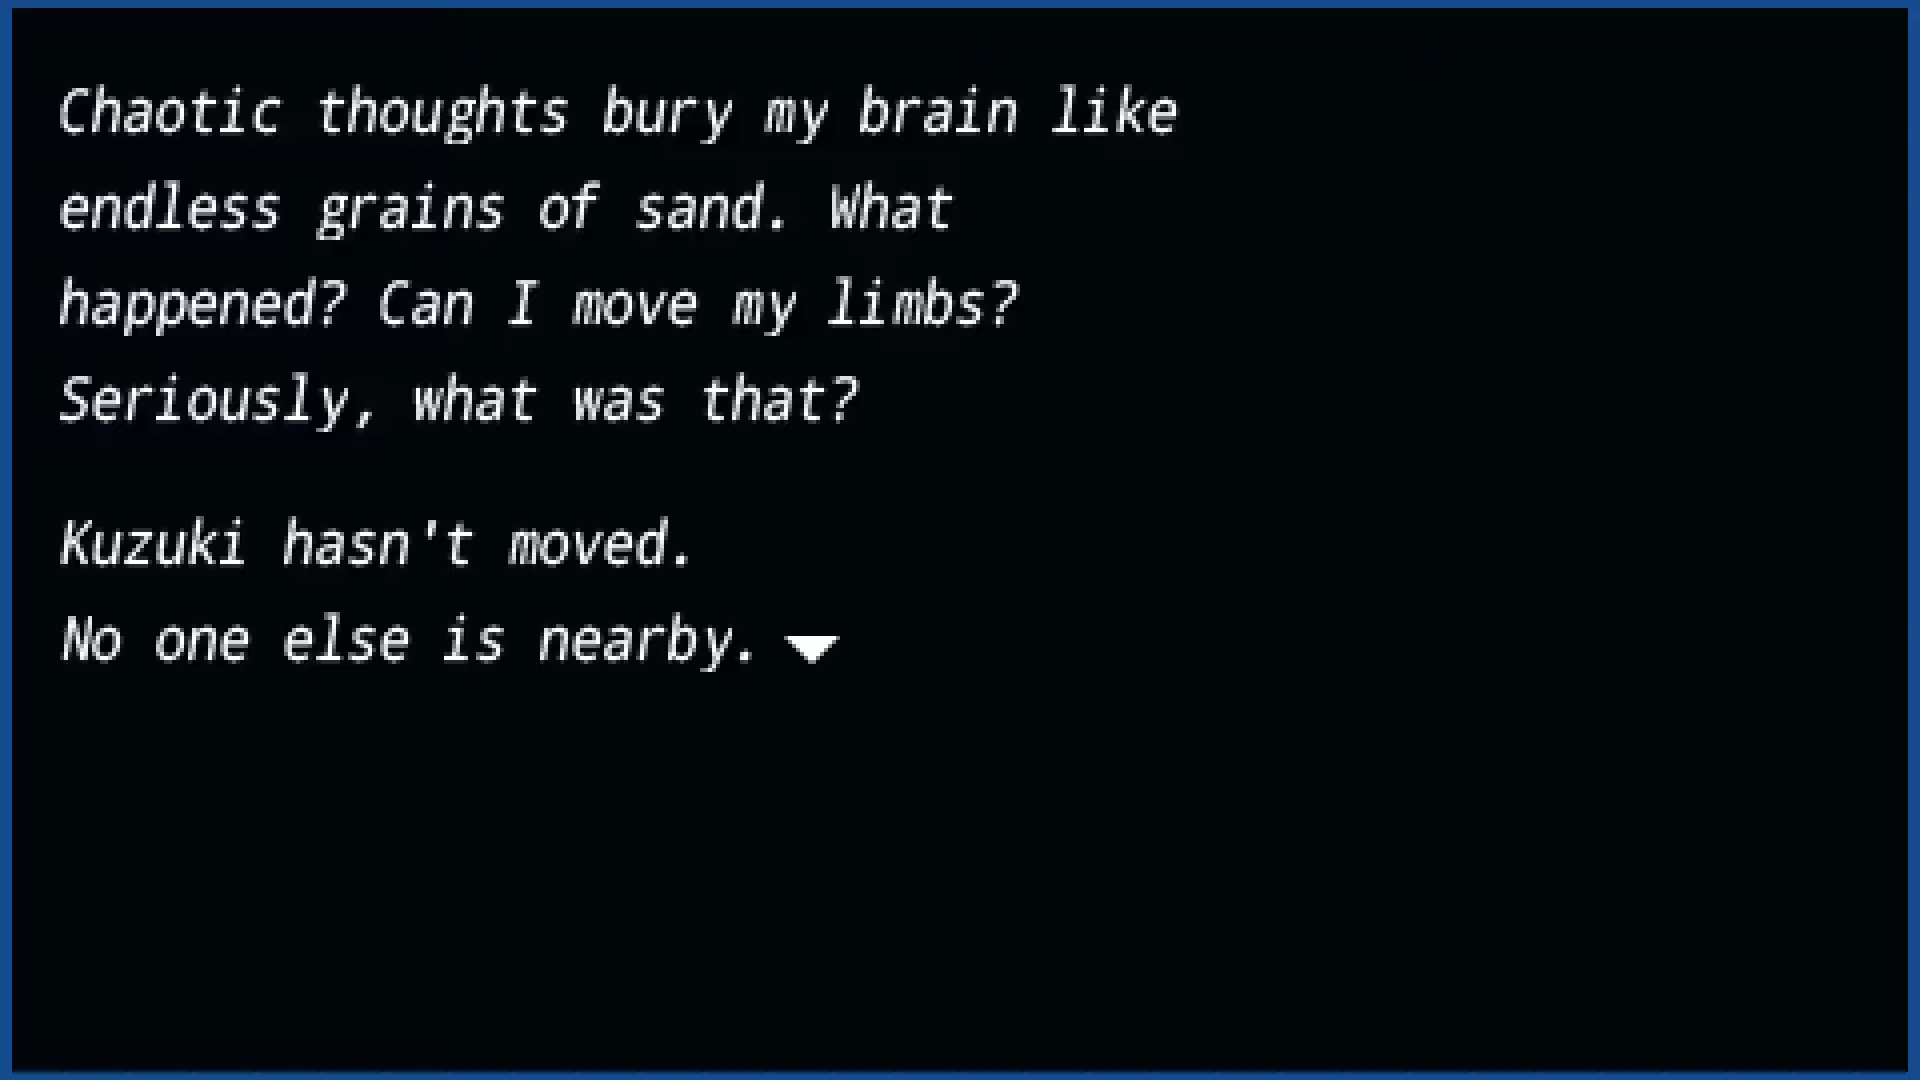 Chaotic thoughts bury my brain like
endless grains of sand. What
happened? Can I move my limbs?
Seriously, what was that?
Kuzuki hasn't moved.
No one else is nearby.